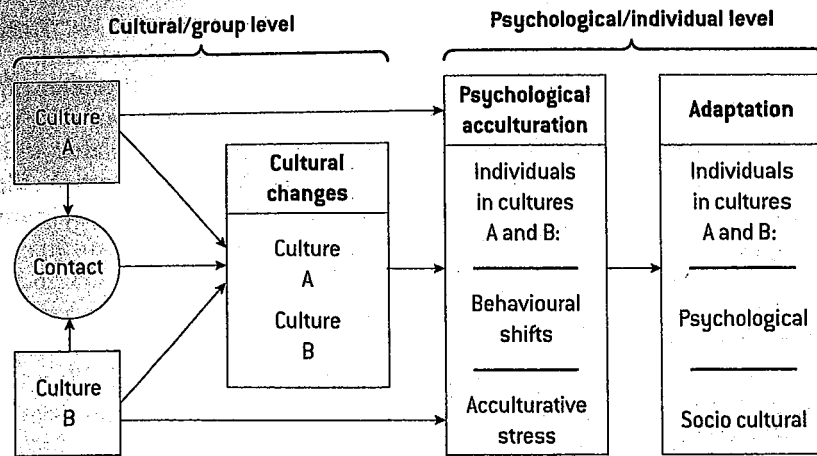 Cultural/group level
Psychological/individual level
Culture
A
Contact
Culture
B
Cultural
changes
Culture
A
Culture
B
Psychological
acculturation
Individuals
in cultures
A and B:
Behavioural
shifts
Acculturative
stress
Adaptation
Individuals
in cultures
A and B:
Psychological
Socio cultural